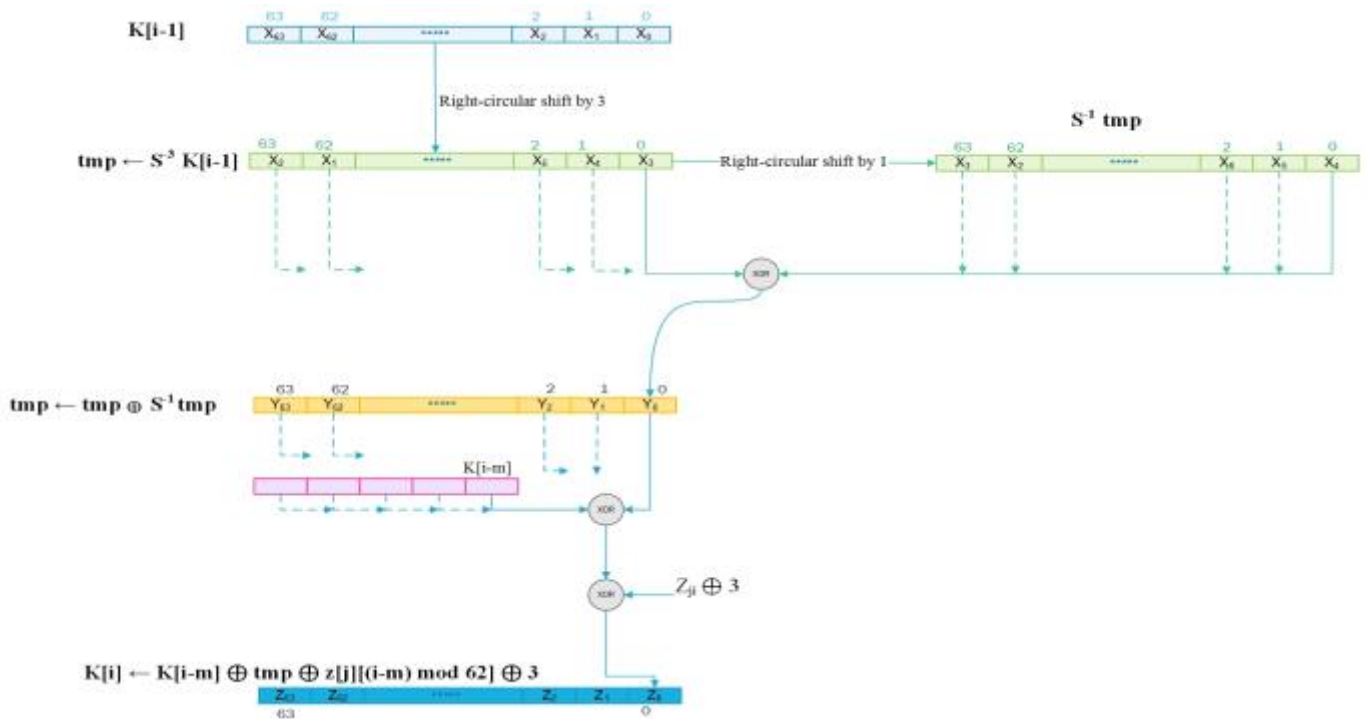 63 62 2 1 0
K[i-1] X₆₃ X₆₂ ••••• X₂ X₁ X₀
Right-circular shift by 3
S⁻¹ tmp
63 62 2 1 0 63 62 2 1 0
tmp ← S⁻³ K[i-1] X₂ X₁ ••••• X₅ X₄ X₃ Right-circular shift by 1 X₃ X₂ ••••• X₆ X₅ X₄
XOR
63 62 2 1 0
tmp ← tmp ⊕ S⁻¹ tmp Y₆₃ Y₆₂ ••••• Y₂ Y₁ Y₀
K[i-m]
XOR
XOR Zⱼᵢ ⊕ 3
K[i] ← K[i-m] ⊕ tmp ⊕ z[j][(i-m) mod 62] ⊕ 3
Z₆₃ Z₆₂ ••••• Z₂ Z₁ Z₀
63 0